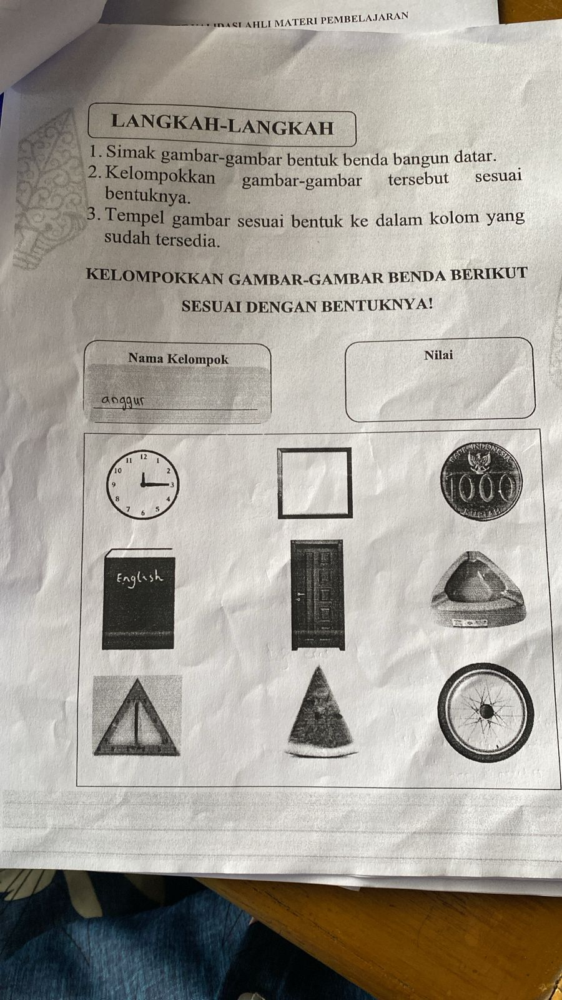 VALIDASI AHLI MATERI PEMBELAJARAN
LANGKAH-LANGKAH
1. Simak gambar-gambar bentuk benda bangun datar.
2. Kelompokkan gambar-gambar tersebut sesuai
bentuknya.
3. Tempel gambar sesuai bentuk ke dalam kolom yang
sudah tersedia.
KELOMPOKKAN GAMBAR-GAMBAR BENDA BERIKUT
SESUAI DENGAN BENTUKNYA!
Nama Kelompok
Nilai
anggur
12
11 1
10 2
9 3
8 4
7 5
6
BANK INDONESIA
1000
RUPIAH
English